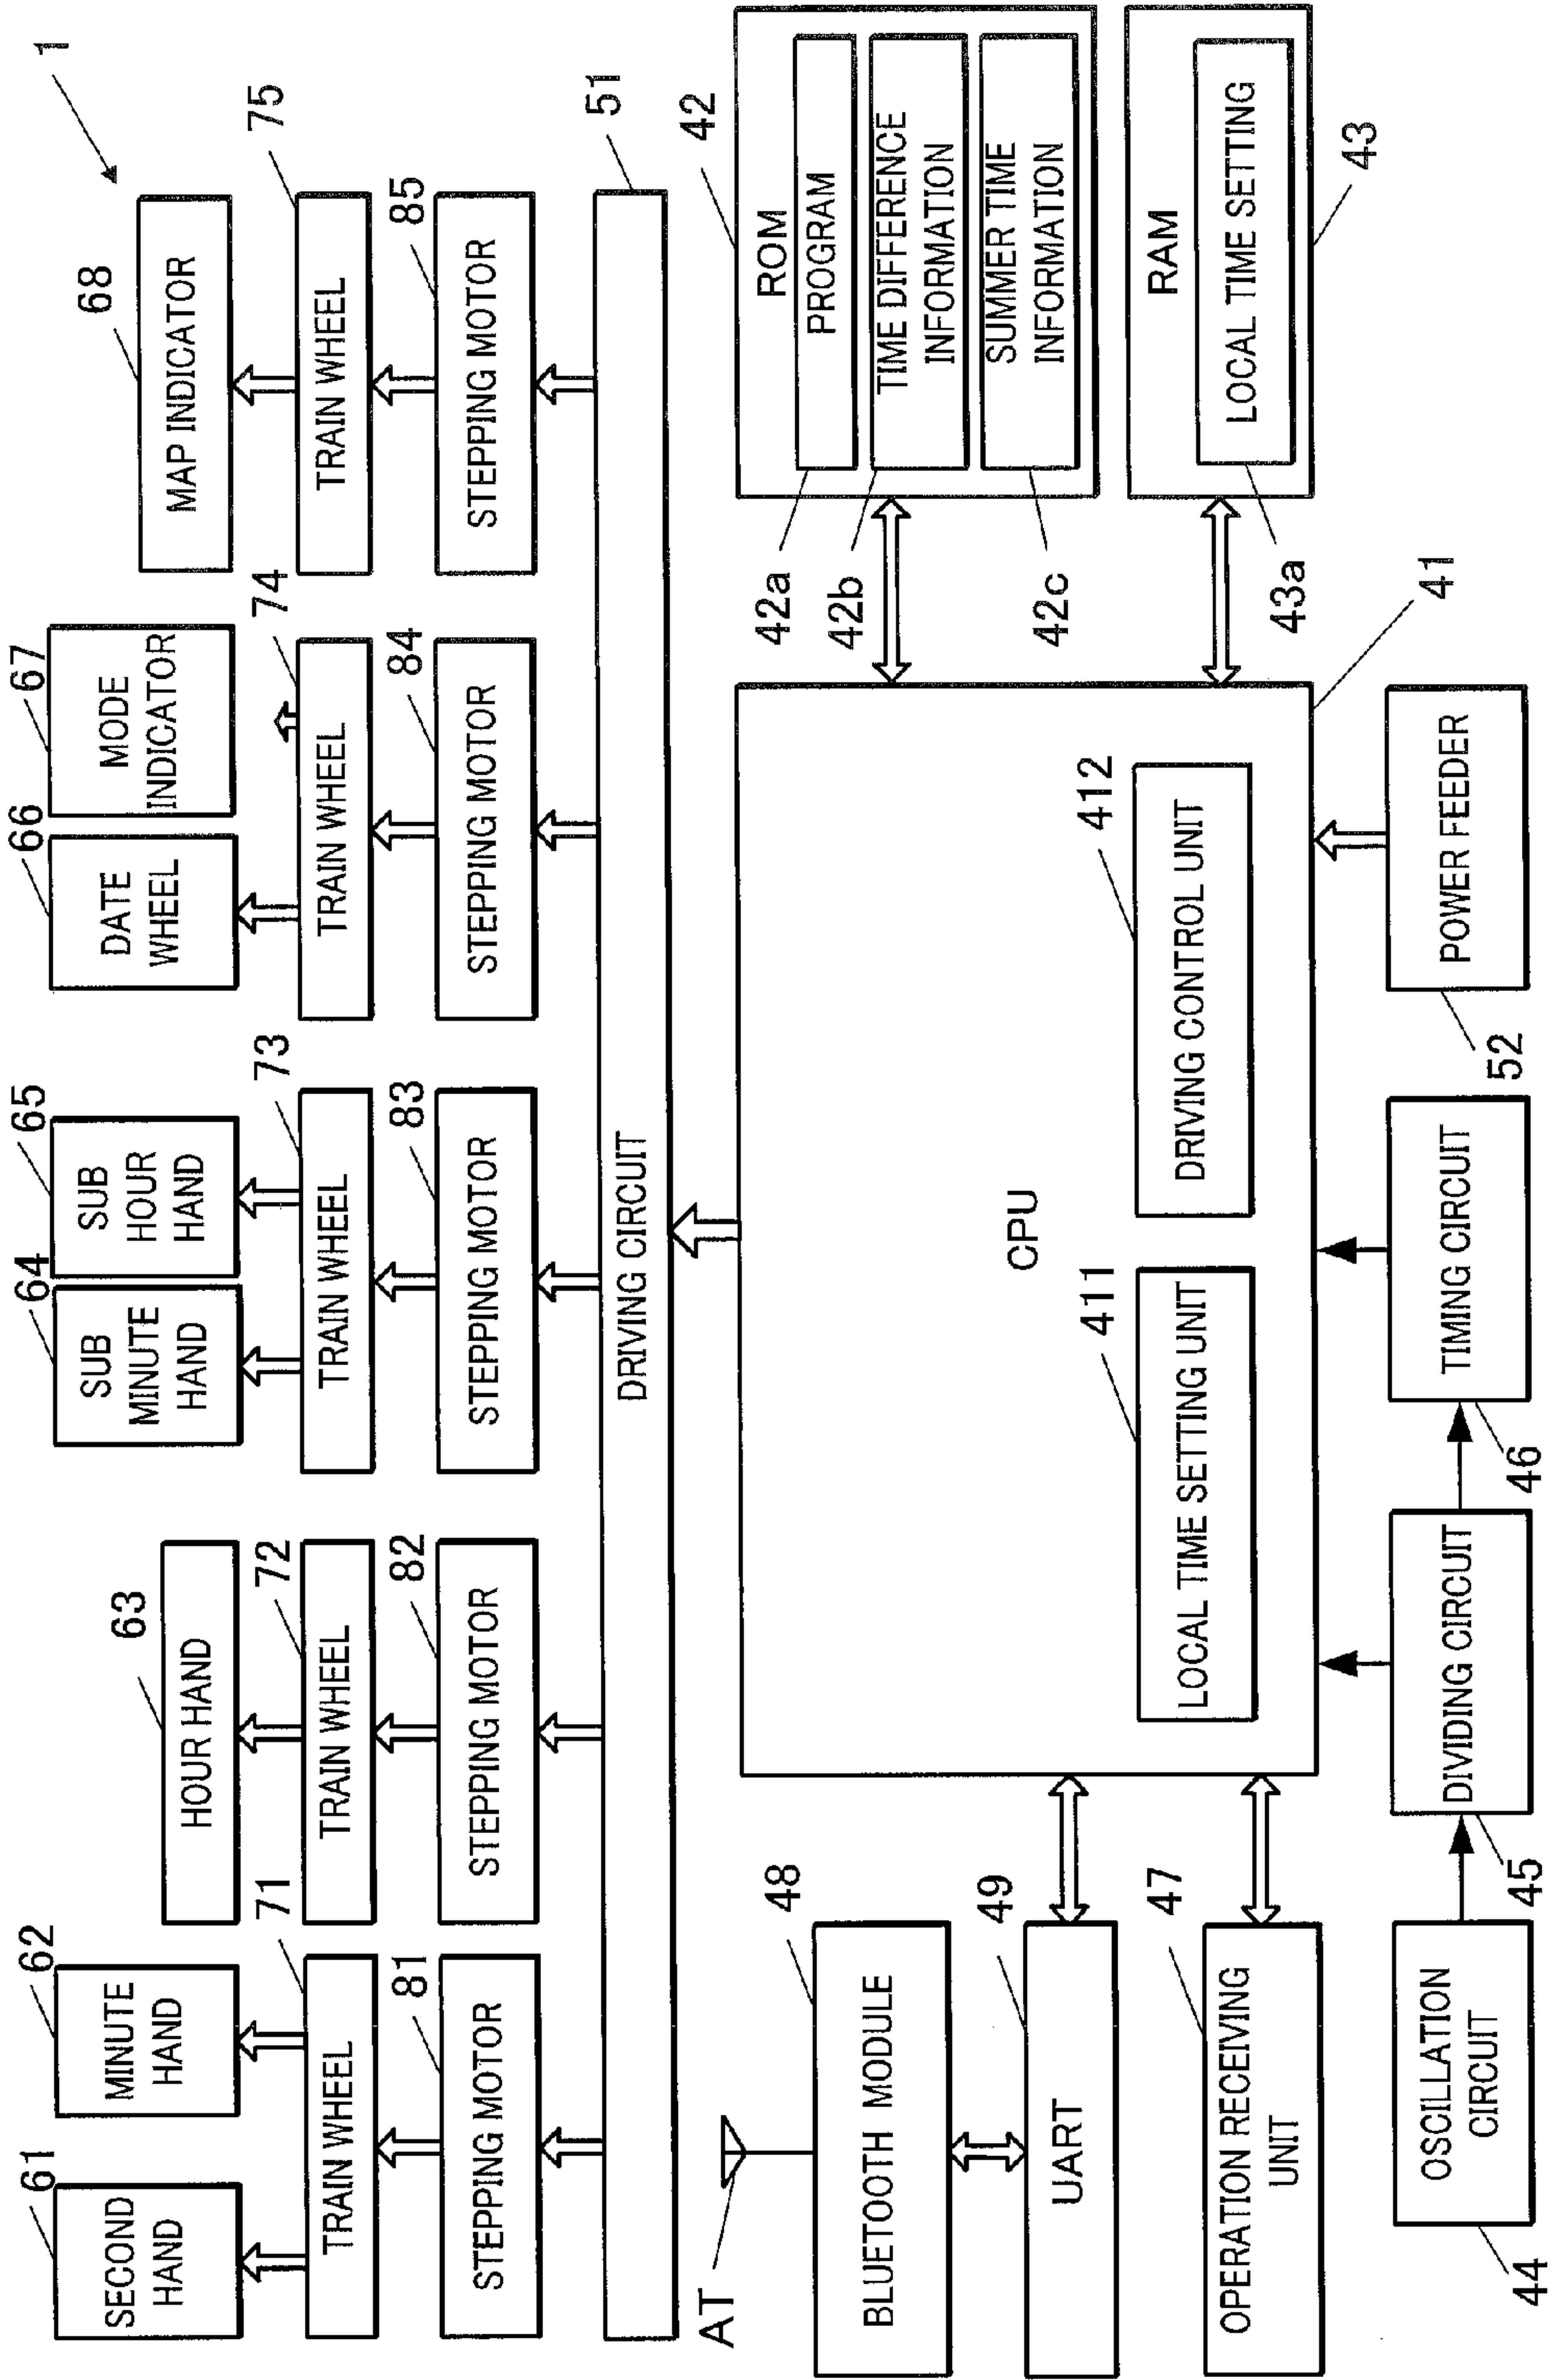 1
61
SECOND
HAND
62
MINUTE
HAND
63
HOUR HAND
64
SUB
MINUTE
HAND
65
SUB
HOUR
HAND
66
DATE
WHEEL
67
MODE
INDICATOR
68
MAP INDICATOR
71
TRAIN WHEEL
72
TRAIN WHEEL
73
TRAIN WHEEL
74
TRAIN WHEEL
75
TRAIN WHEEL
81
STEPPING MOTOR
82
STEPPING MOTOR
83
STEPPING MOTOR
84
STEPPING MOTOR
85
STEPPING MOTOR
51
DRIVING CIRCUIT
AT
48
BLUETOOTH MODULE
49
UART
47
OPERATION RECEIVING
UNIT
CPU
411
LOCAL TIME SETTING UNIT
412
DRIVING CONTROL UNIT
41
42
ROM
PROGRAM
42a
TIME DIFFERENCE
INFORMATION
42b
SUMMER TIME
INFORMATION
42c
RAM
LOCAL TIME SETTING
43a
43
OSCILLATION
CIRCUIT
44
DIVIDING CIRCUIT
45
TIMING CIRCUIT
46
POWER FEEDER
52